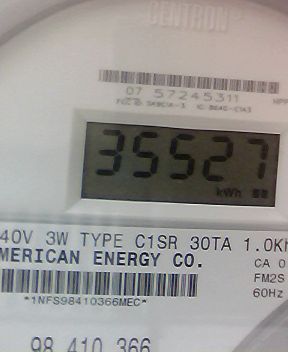 CENTRON
07 57245311
35527
kWh
40V 3W TYPE C1SR 30TA 1.0Kh
MERICAN ENERGY CO.
CA 0
FM2S
60Hz
*1NFS98410366MEC*
98 410 366